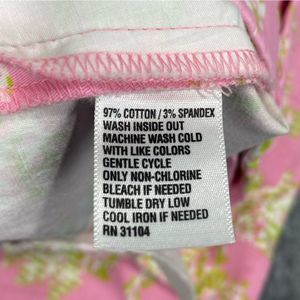 97% COTTON / 3% SPANDEX
WASH INSIDE OUT
MACHINE WASH COLD
WITH LIKE COLORS
GENTLE CYCLE
ONLY NON-CHLORINE
BLEACH IF NEEDED
TUMBLE DRY LOW
COOL IRON IF NEEDED
RN 31104